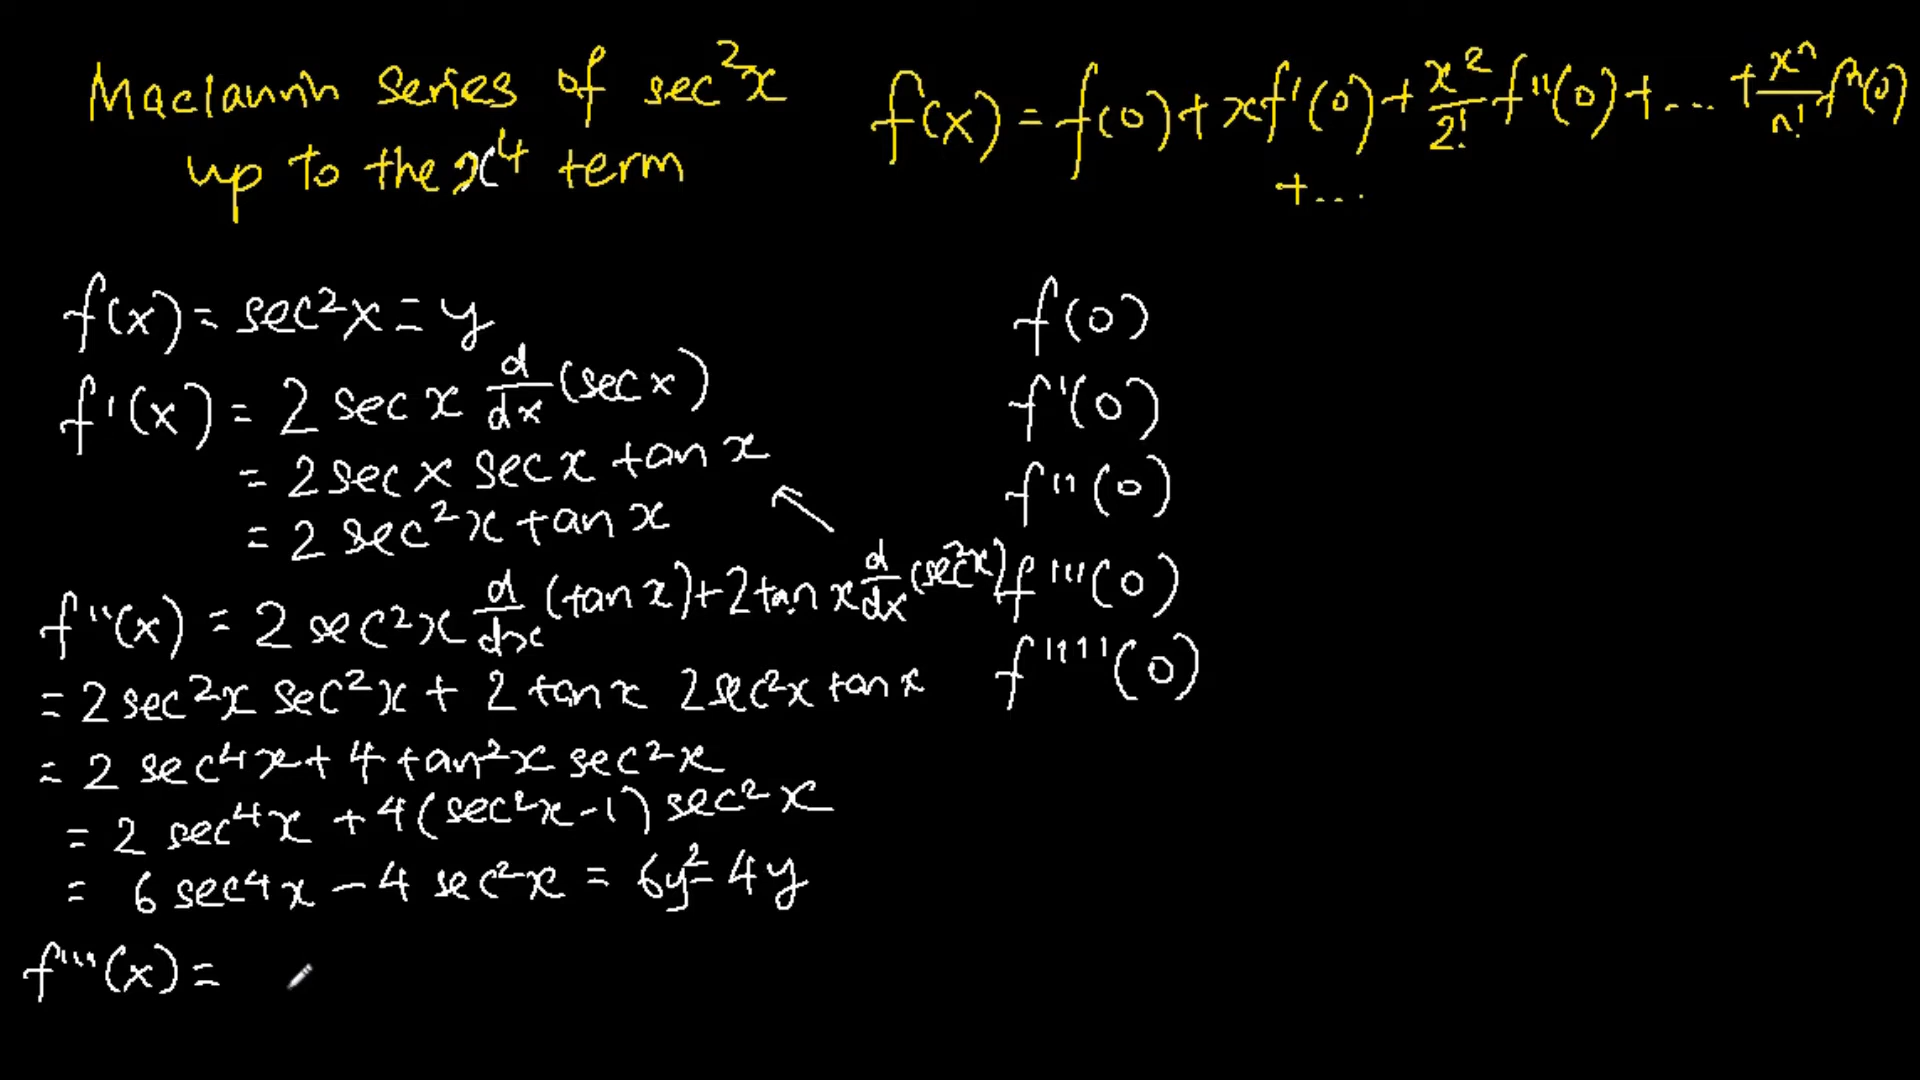 Maclaurin series of sec²x
up to the x⁴ term
f(x) = f(0) + xf'(0) + x²/2! f''(0) + ... + xⁿ/n! fⁿ(0)
+ ...
f(x) = sec²x = y
f'(x) = 2 sec x d/dx (sec x)
= 2 sec x sec x tan x
= 2 sec²x tan x
f''(x) = 2 sec²x d/dx (tan x) + 2 tan x d/dx (sec²x)
= 2 sec²x sec²x + 2 tan x 2 sec²x tan x
= 2 sec⁴x + 4 tan²x sec²x
= 2 sec⁴x + 4(sec²x - 1) sec²x
= 6 sec⁴x - 4 sec²x = 6y² - 4y
f'''(x) =
f(0)
f'(0)
f''(0)
f'''(0)
f''''(0)